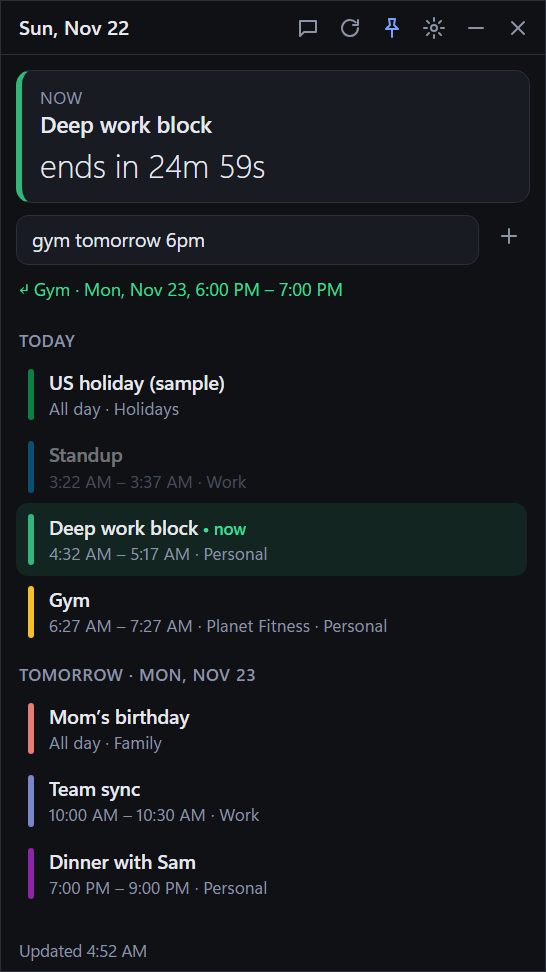 Sun, Nov 22
NOW
Deep work block
ends in 24m 59s
gym tomorrow 6pm
↲ Gym · Mon, Nov 23, 6:00 PM – 7:00 PM
TODAY
US holiday (sample)
All day · Holidays
Standup
3:22 AM – 3:37 AM · Work
Deep work block • now
4:32 AM – 5:17 AM · Personal
Gym
6:27 AM – 7:27 AM · Planet Fitness · Personal
TOMORROW · MON, NOV 23
Mom’s birthday
All day · Family
Team sync
10:00 AM – 10:30 AM · Work
Dinner with Sam
7:00 PM – 9:00 PM · Personal
Updated 4:52 AM